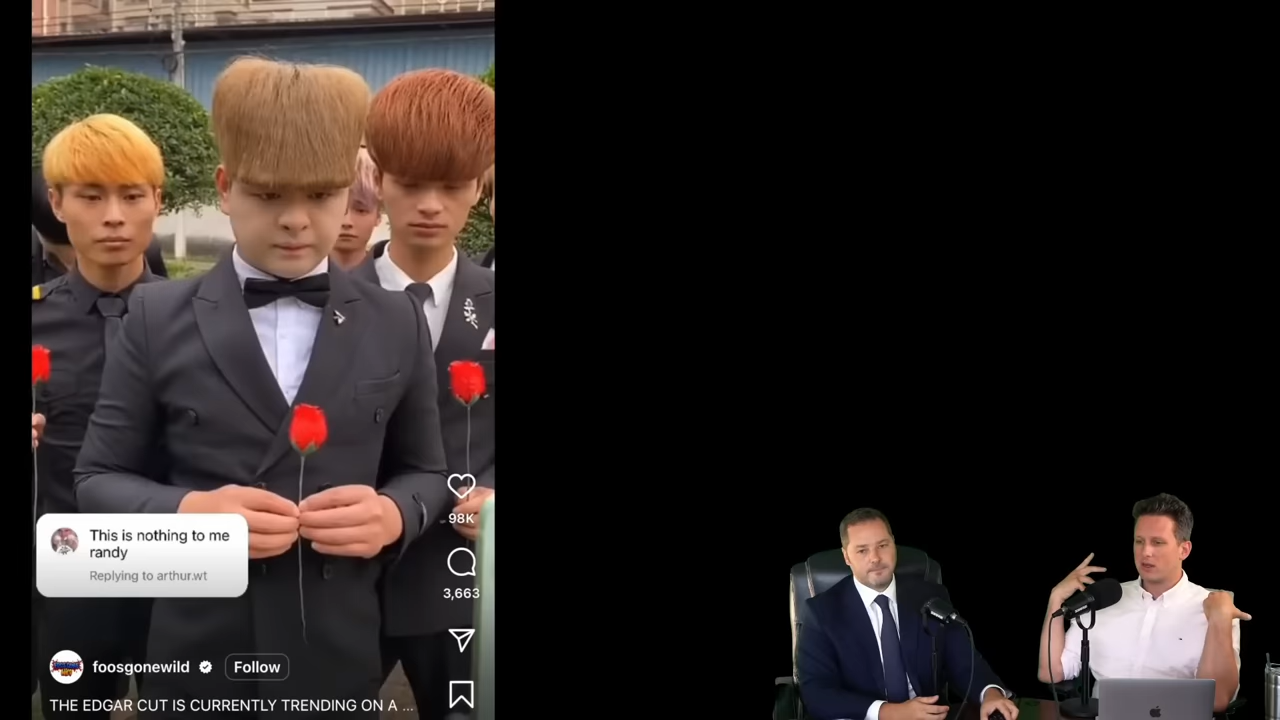 98K
This is nothing to me
randy
Replying to arthur.wt
3,663
foosgonewild
Follow
THE EDGAR CUT IS CURRENTLY TRENDING ON A ...